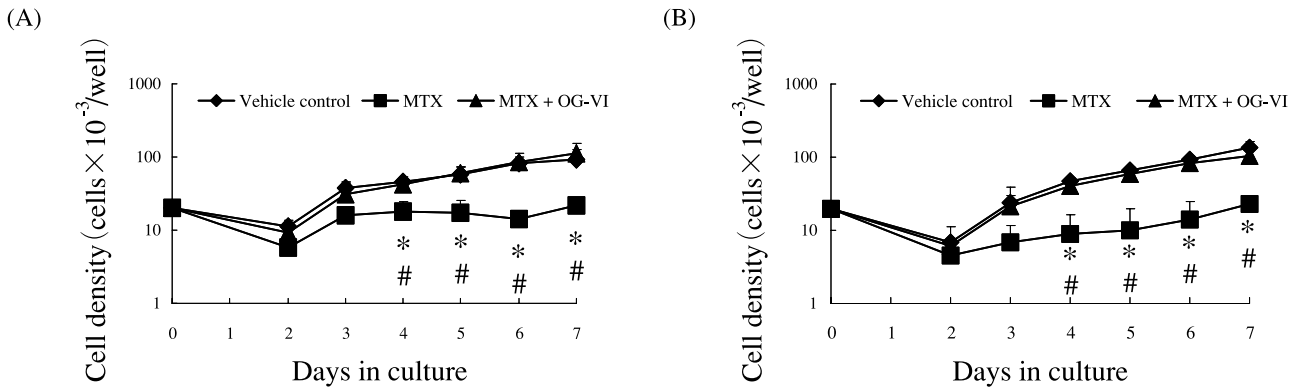 (A)
Cell density (cells×10⁻³/well)
1000
100
10
1
Vehicle control MTX MTX + OG-VI
* * * *
# # # #
0 1 2 3 4 5 6 7
Days in culture
(B)
Cell density (cells×10⁻³/well)
1000
100
10
1
Vehicle control MTX MTX + OG-VI
* * * *
# # # #
0 1 2 3 4 5 6 7
Days in culture